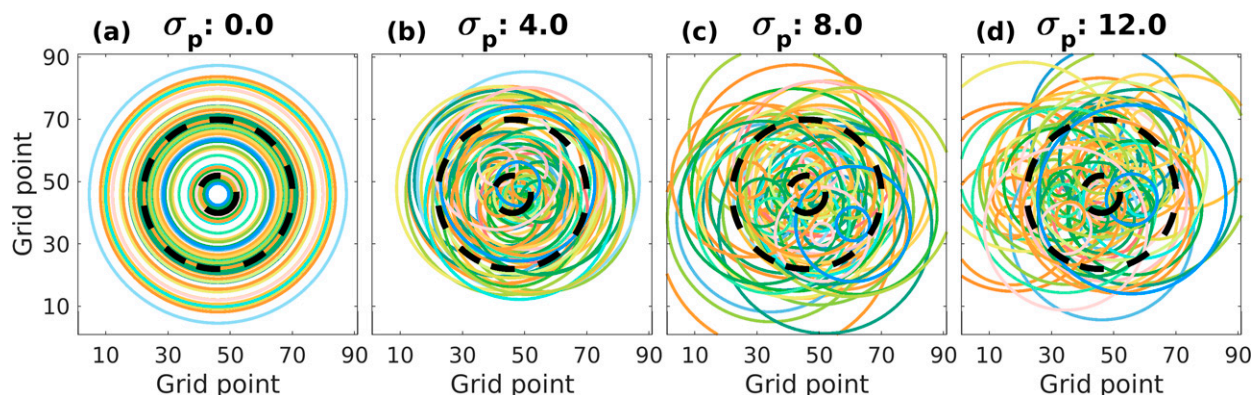 (a) σp: 0.0 (b) σp: 4.0 (c) σp: 8.0 (d) σp: 12.0
90
70
50
30
10
Grid point
10 30 50 70 90 10 30 50 70 90 10 30 50 70 90 10 30 50 70 90
Grid point Grid point Grid point Grid point